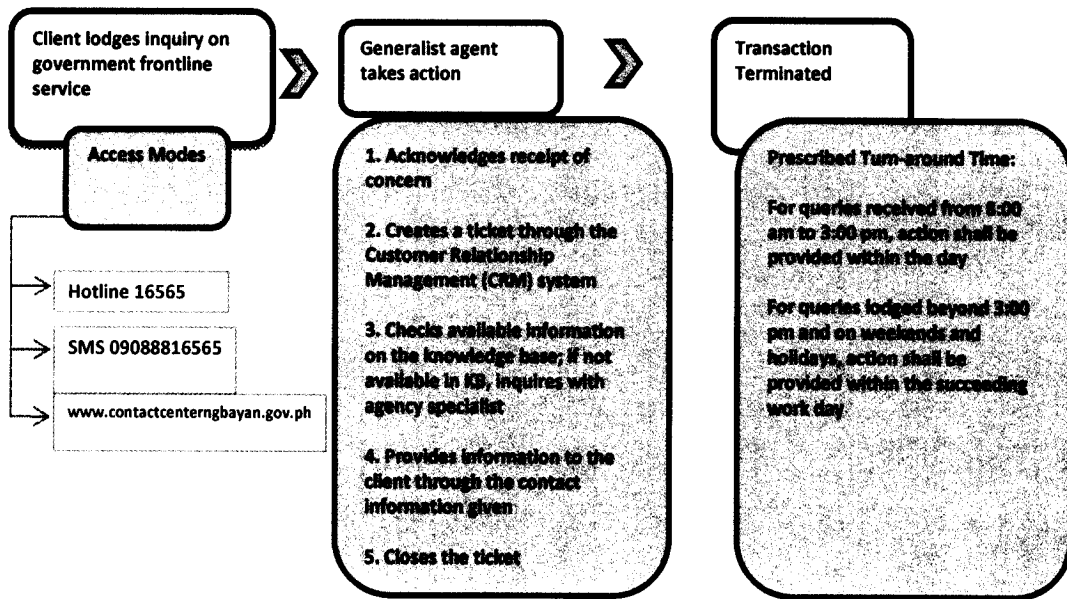 Client lodges inquiry on
government frontline
service
Access Modes
Hotline 16565
SMS 09088816565
www.contactcenterngbayan.gov.ph
Generalist agent
takes action
1. Acknowledges receipt of
concern
2. Creates a ticket through the
Customer Relationship
Management (CRM) system
3. Checks available information
on the knowledge base; if not
available in KB, inquires with
agency specialist
4. Provides information to the
client through the contact
information given
5. Closes the ticket
Transaction
Terminated
Prescribed Turn-around Time:
For queries received from 8:00
am to 3:00 pm, action shall be
provided within the day
For queries lodged beyond 3:00
pm and on weekends and
holidays, action shall be
provided within the succeeding
work day